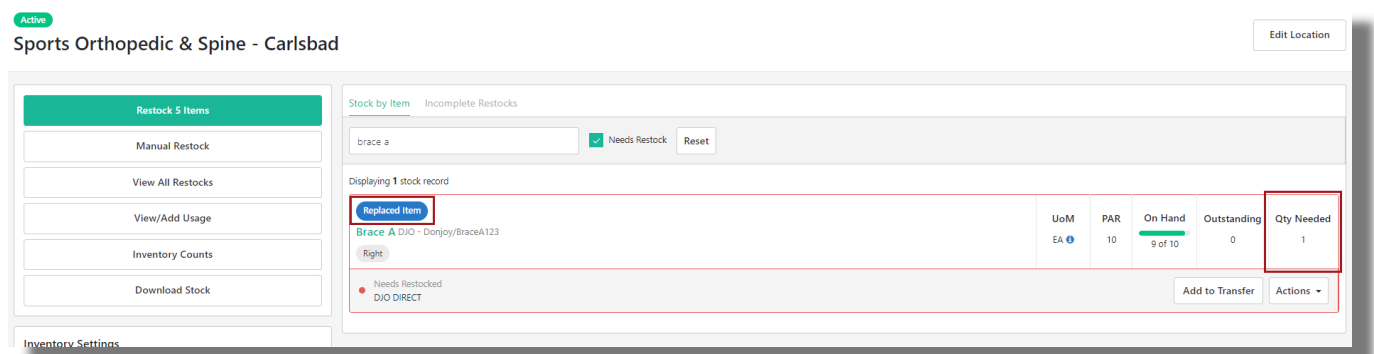 Active
Sports Orthopedic & Spine - Carlsbad
Edit Location
Restock 5 Items
Manual Restock
View All Restocks
View/Add Usage
Inventory Counts
Download Stock
Inventory Settings
Stock by Item Incomplete Restocks
brace a Needs Restock Reset
Displaying 1 stock record
Replaced Item
Brace A DJO - Donjoy/BraceA123
Right
UoM PAR On Hand Outstanding Qty Needed
EA 10 9 of 10 0 1
Needs Restocked
DJO DIRECT
Add to Transfer Actions